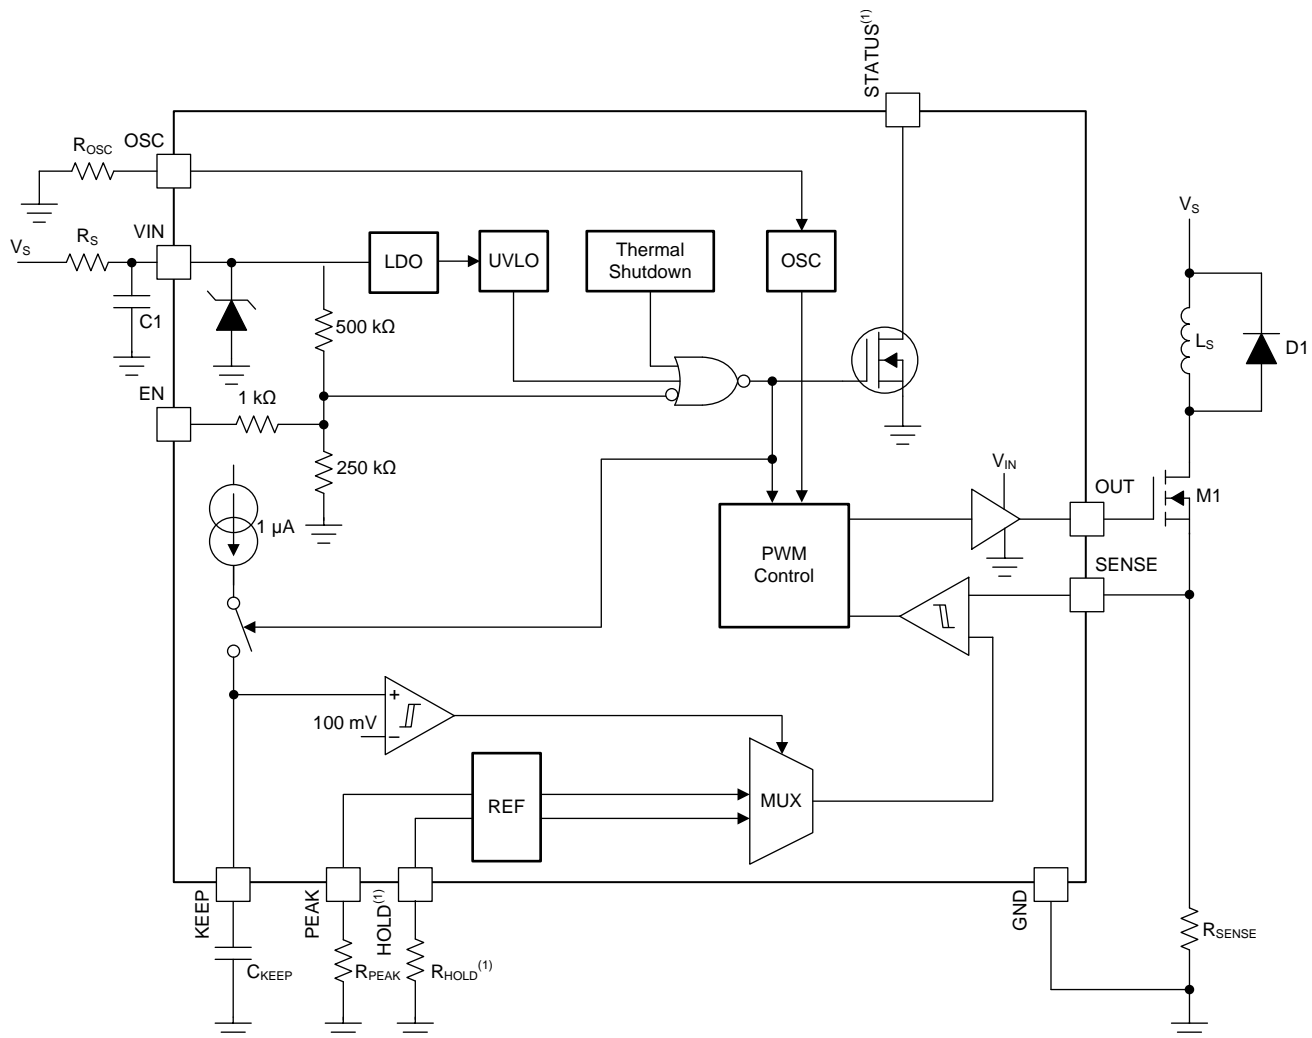 STATUS(1)
OSC
ROSC
VS
RS
VIN
C1
LDO
UVLO
Thermal
Shutdown
OSC
VS
LS
D1
500 kΩ
EN
1 kΩ
250 kΩ
1 µA
VIN
OUT
M1
PWM
Control
SENSE
100 mV
+
−
REF
MUX
KEEP
PEAK
HOLD(1)
GND
CKEEP
RPEAK
RHOLD(1)
RSENSE